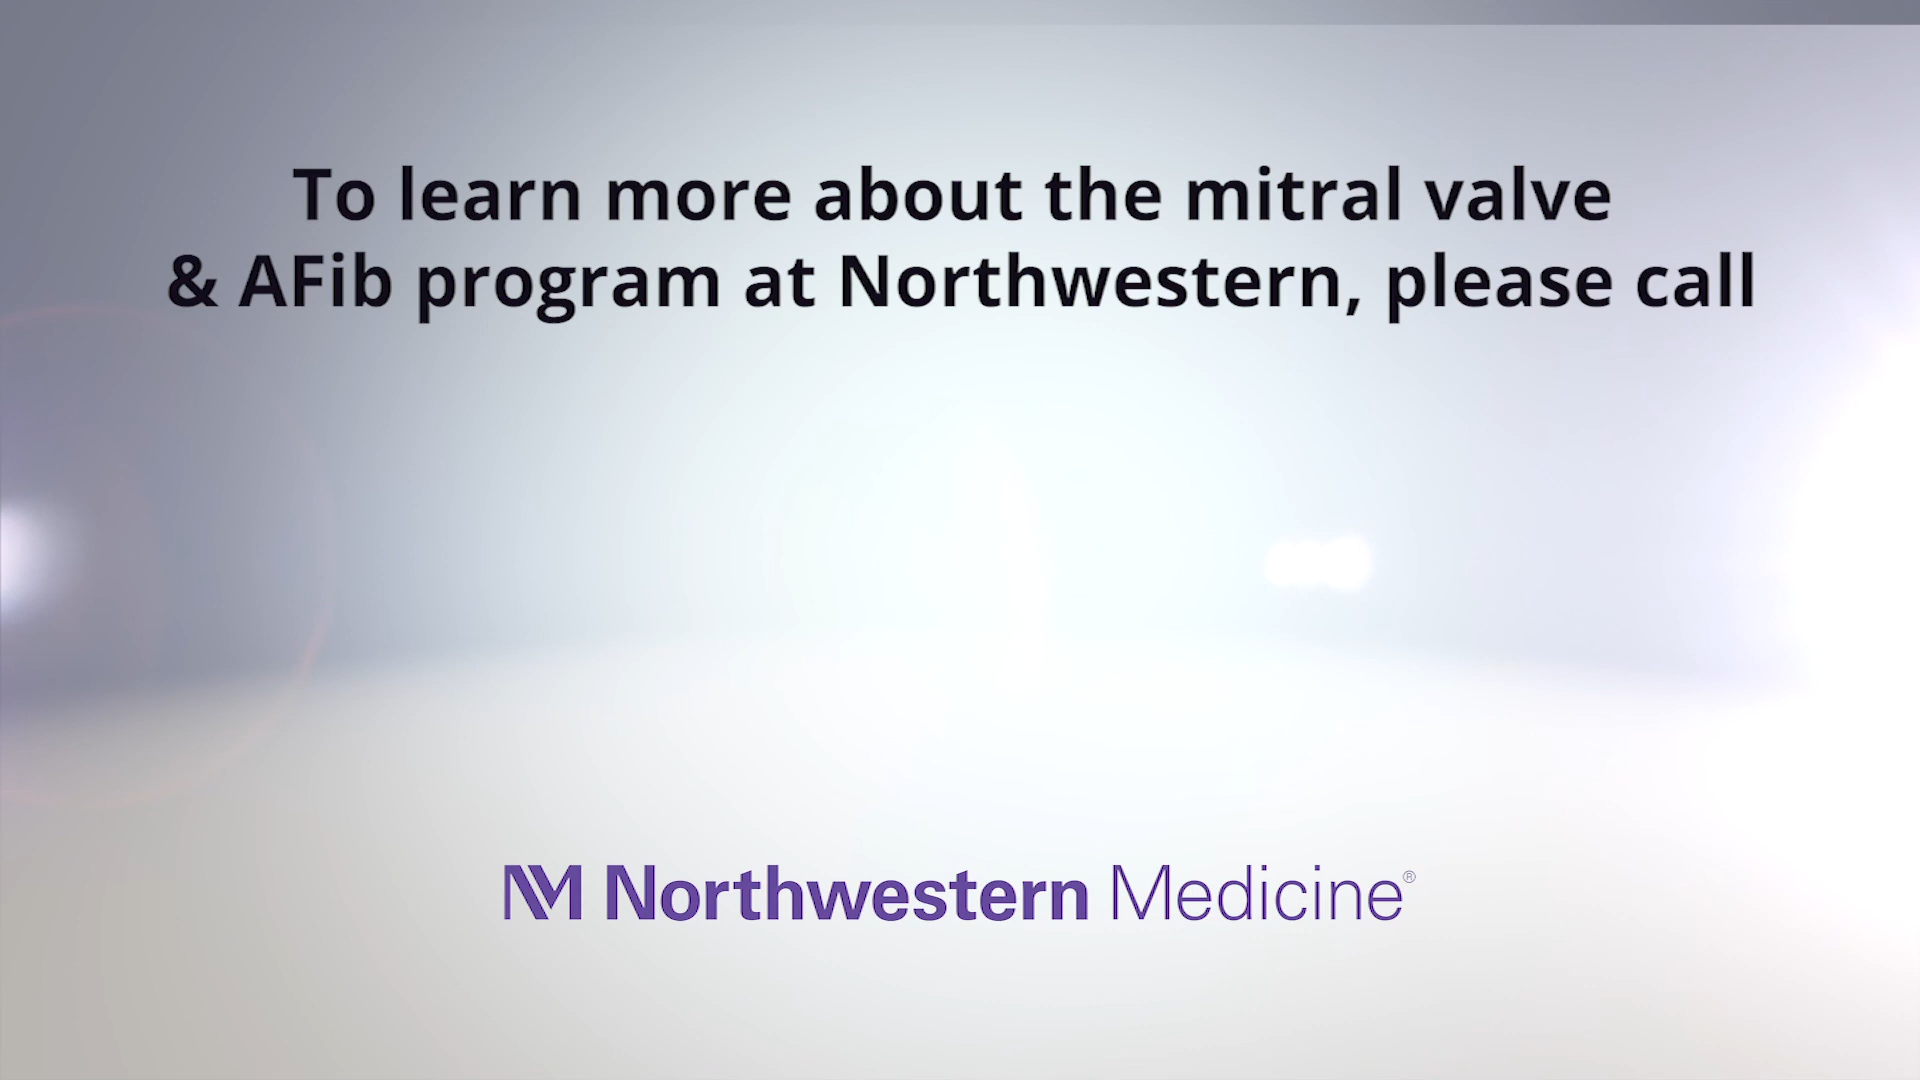 To learn more about the mitral valve
& AFib program at Northwestern, please call
NM Northwestern Medicine®